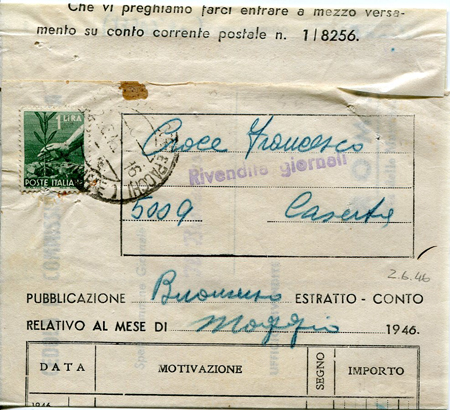 Che vi preghiamo farci entrare a mezzo versa-
mento su conto corrente postale n. 1/8256.
1 LIRA
POSTE ITALIA
Croce Francesco
Rivendita giornali
5009 Caserta
2.6.46
PUBBLICAZIONE ESTRATTO - CONTO
RELATIVO AL MESE DI Maggio 1946.
DATA MOTIVAZIONE SEGNO IMPORTO
1946